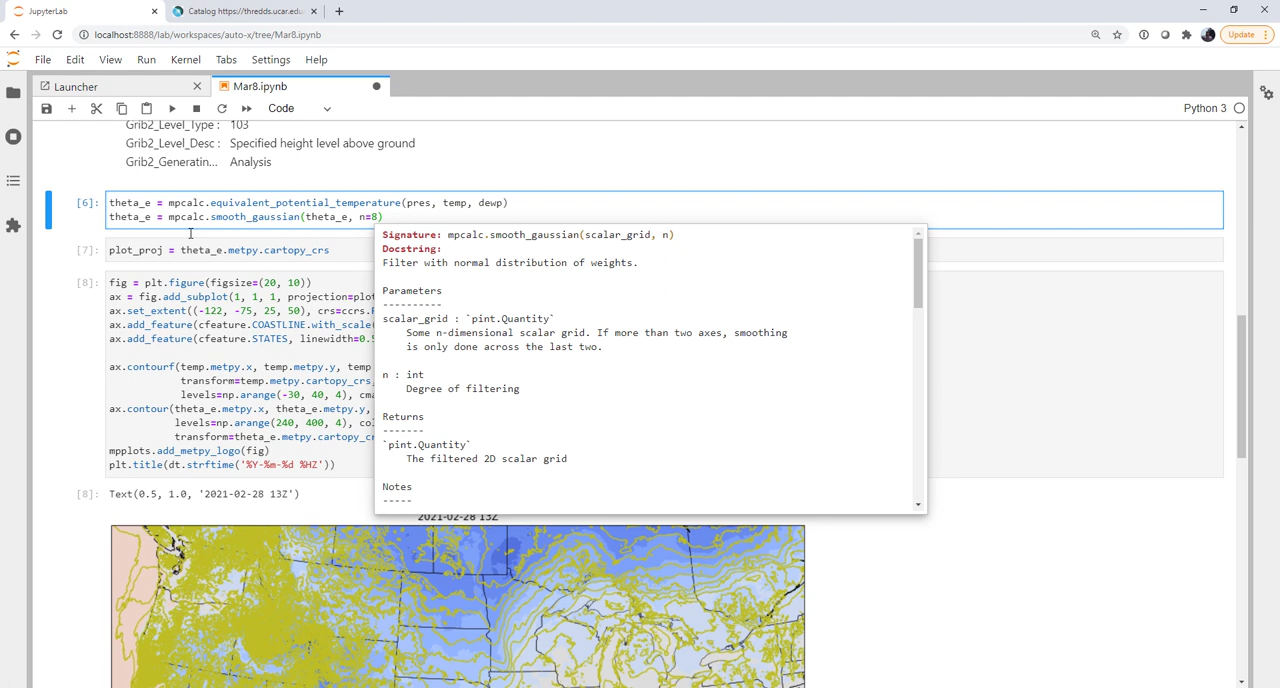 JupyterLab
Catalog https://thredds.ucar.edu
localhost:8888/lab/workspaces/auto-x/tree/Mar8.ipynb
Update
File Edit View Run Kernel Tabs Settings Help
Launcher
Mar8.ipynb
Code
Python 3
Grib2_Level_Type : 103
Grib2_Level_Desc : Specified height level above ground
Grib2_Generatin... Analysis
[6]: theta_e = mpcalc.equivalent_potential_temperature(pres, temp, dewp)
theta_e = mpcalc.smooth_gaussian(theta_e, n=8)
[7]: plot_proj = theta_e.metpy.cartopy_crs
[8]: fig = plt.figure(figsize=(20, 10))
ax = fig.add_subplot(1, 1, 1, projection=plot
ax.set_extent((-122, -75, 25, 50), crs=ccrs.
ax.add_feature(cfeature.COASTLINE.with_scale
ax.add_feature(cfeature.STATES, linewidth=0.5
ax.contourf(temp.metpy.x, temp.metpy.y, temp
transform=temp.metpy.cartopy_crs,
levels=np.arange(-30, 40, 4), cma
ax.contour(theta_e.metpy.x, theta_e.metpy.y,
levels=np.arange(240, 400, 4), col
transform=theta_e.metpy.cartopy_cr
mpplots.add_metpy_logo(fig)
plt.title(dt.strftime('%Y-%m-%d %HZ'))
Signature: mpcalc.smooth_gaussian(scalar_grid, n)
Docstring:
Filter with normal distribution of weights.
Parameters
----------
scalar_grid : `pint.Quantity`
Some n-dimensional scalar grid. If more than two axes, smoothing
is only done across the last two.
n : int
Degree of filtering
Returns
-------
`pint.Quantity`
The filtered 2D scalar grid
Notes
-----
[8]: Text(0.5, 1.0, '2021-02-28 13Z')
2021-02-28 13Z